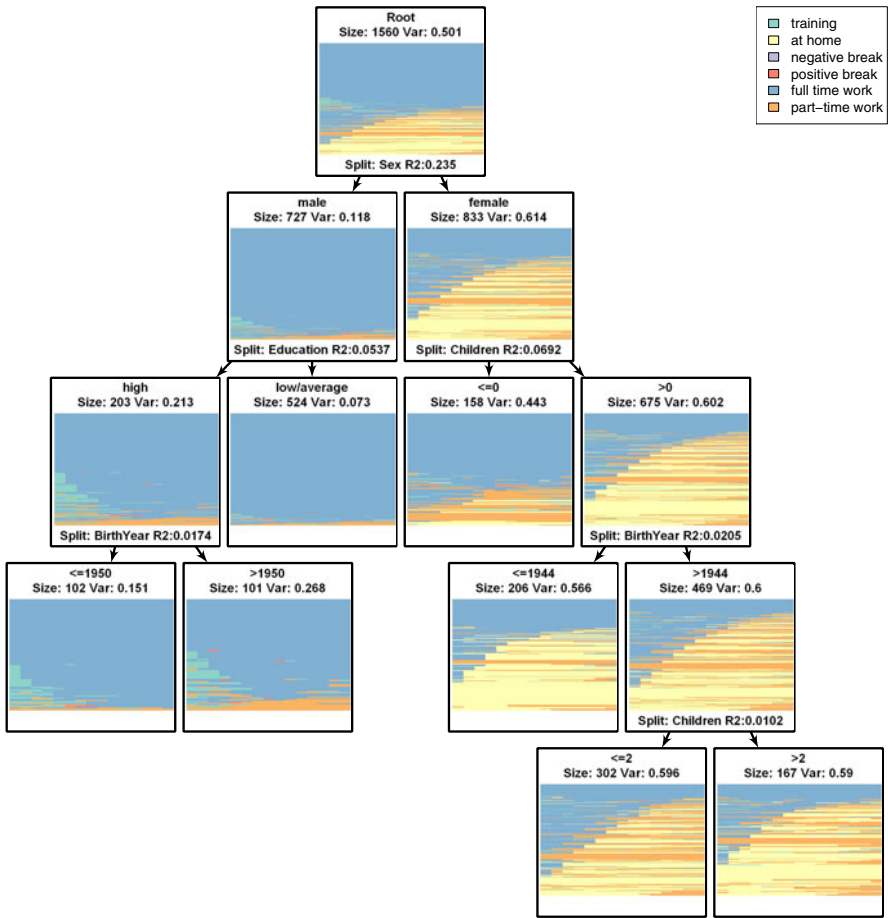 Root
Size: 1560 Var: 0.501
Split: Sex R2:0.235
training
at home
negative break
positive break
full time work
part−time work
male
Size: 727 Var: 0.118
Split: Education R2:0.0537
female
Size: 833 Var: 0.614
Split: Children R2:0.0692
high
Size: 203 Var: 0.213
Split: BirthYear R2:0.0174
low/average
Size: 524 Var: 0.073
<=0
Size: 158 Var: 0.443
>0
Size: 675 Var: 0.602
Split: BirthYear R2:0.0205
<=1950
Size: 102 Var: 0.151
>1950
Size: 101 Var: 0.268
<=1944
Size: 206 Var: 0.566
>1944
Size: 469 Var: 0.6
Split: Children R2:0.0102
<=2
Size: 302 Var: 0.596
>2
Size: 167 Var: 0.59